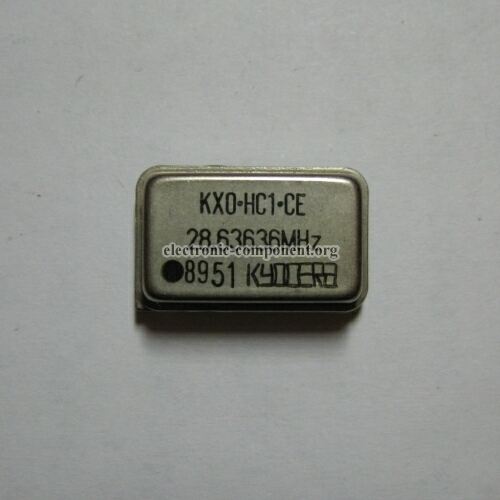 KXO·HC1·CE
28.63636MHz
electronic-component.org
●8951 KYOCERA